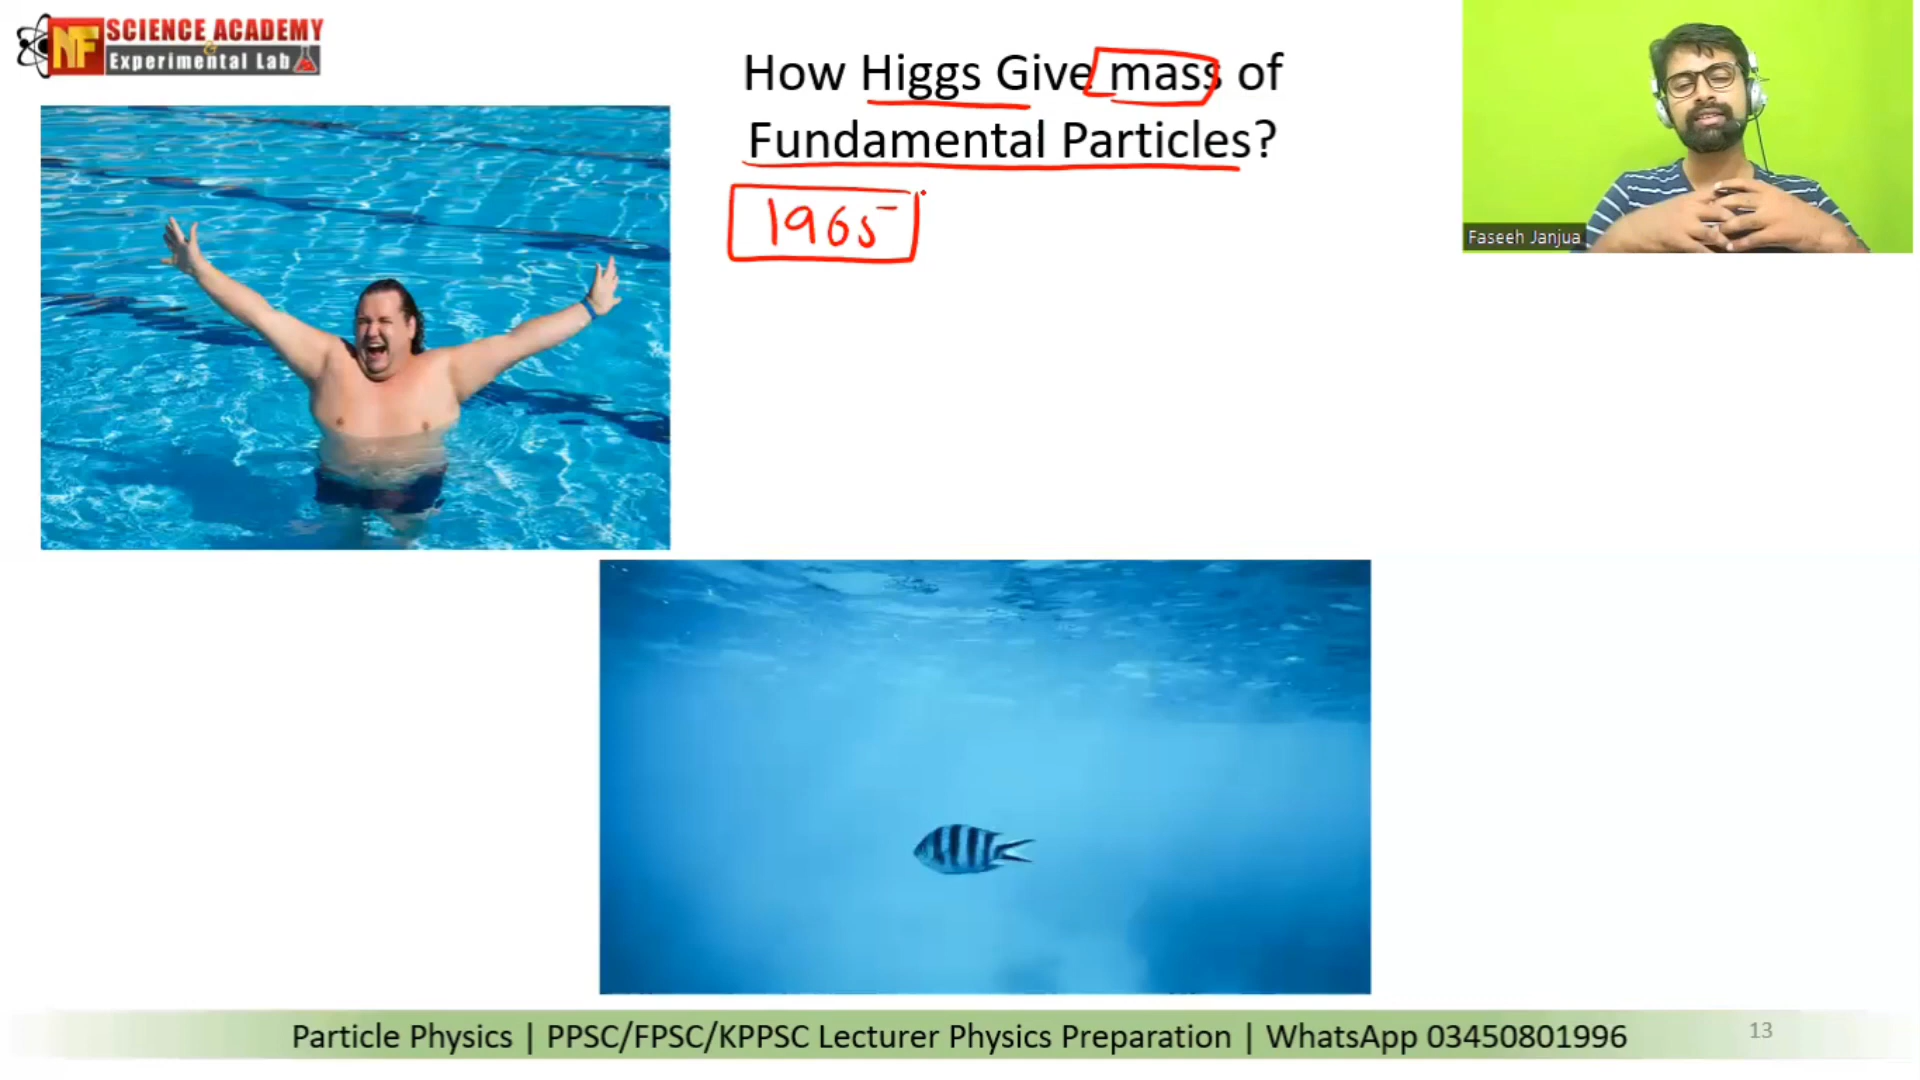 NF SCIENCE ACADEMY
&
Experimental Lab
How Higgs Give mass of
Fundamental Particles?
1965
Faseeh Janjua
Particle Physics | PPSC/FPSC/KPPSC Lecturer Physics Preparation | WhatsApp 03450801996
13